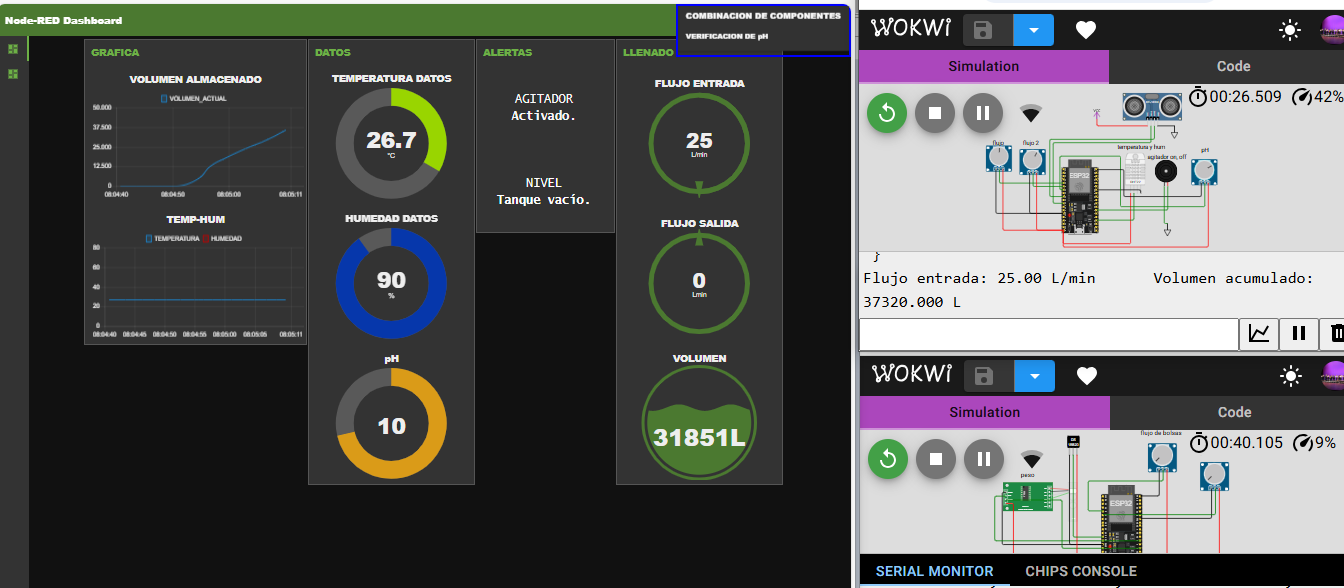 Node-RED Dashboard
COMBINACION DE COMPONENTES
VERIFICACION DE pH
GRAFICA
VOLUMEN ALMACENADO
VOLUMEN_ACTUAL
50.000
37.500
25.000
12.500
0
08:04:40
08:04:50
08:05:00
08:05:11
TEMP-HUM
TEMPERATURA
HUMEDAD
80
60
40
20
0
08:04:40
08:04:45
08:04:50
08:04:55
08:05:00
08:05:05
08:05:11
DATOS
TEMPERATURA DATOS
26.7
°C
HUMEDAD DATOS
90
%
pH
10
ALERTAS
AGITADOR
Activado.
NIVEL
Tanque vacío.
LLENADO
FLUJO ENTRADA
25
L/min
FLUJO SALIDA
0
L/min
VOLUMEN
31851L
WOKWI
Simulation
Code
00:26.509
42%
VCC
flujo
flujo 2
temperatura y hum
agitador on, off
pH
ESP32
}
Flujo entrada: 25.00 L/min Volumen acumulado:
37320.000 L
WOKWI
Simulation
Code
00:40.105
9%
flujo de bolsas
peso
ESP32
SERIAL MONITOR
CHIPS CONSOLE